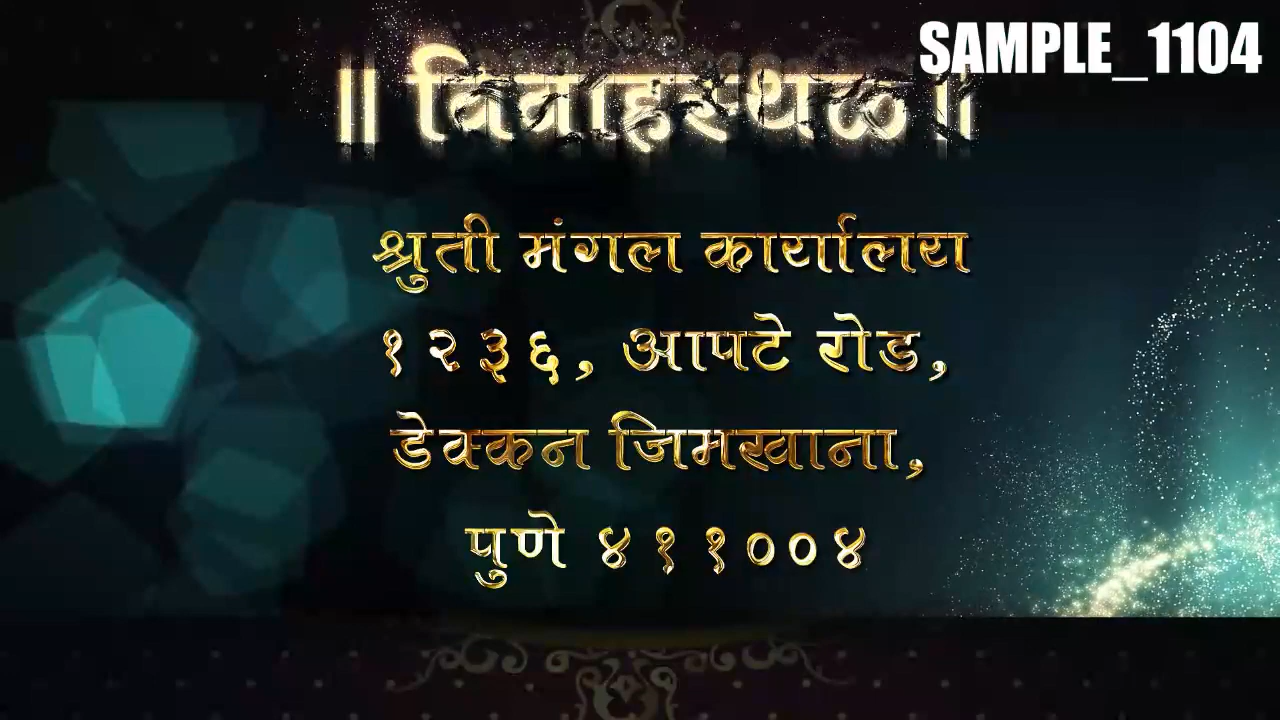 SAMPLE_1104
॥ विवाहस्थळ ॥
श्रुती मंगल कार्यालय
१२३६, आपटे रोड,
डेक्कन जिमखाना,
पुणे ४११००४